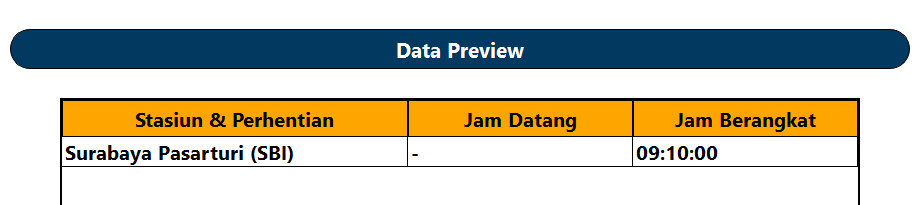 Data Preview
Stasiun & Perhentian Jam Datang Jam Berangkat
Surabaya Pasarturi (SBI) - 09:10:00